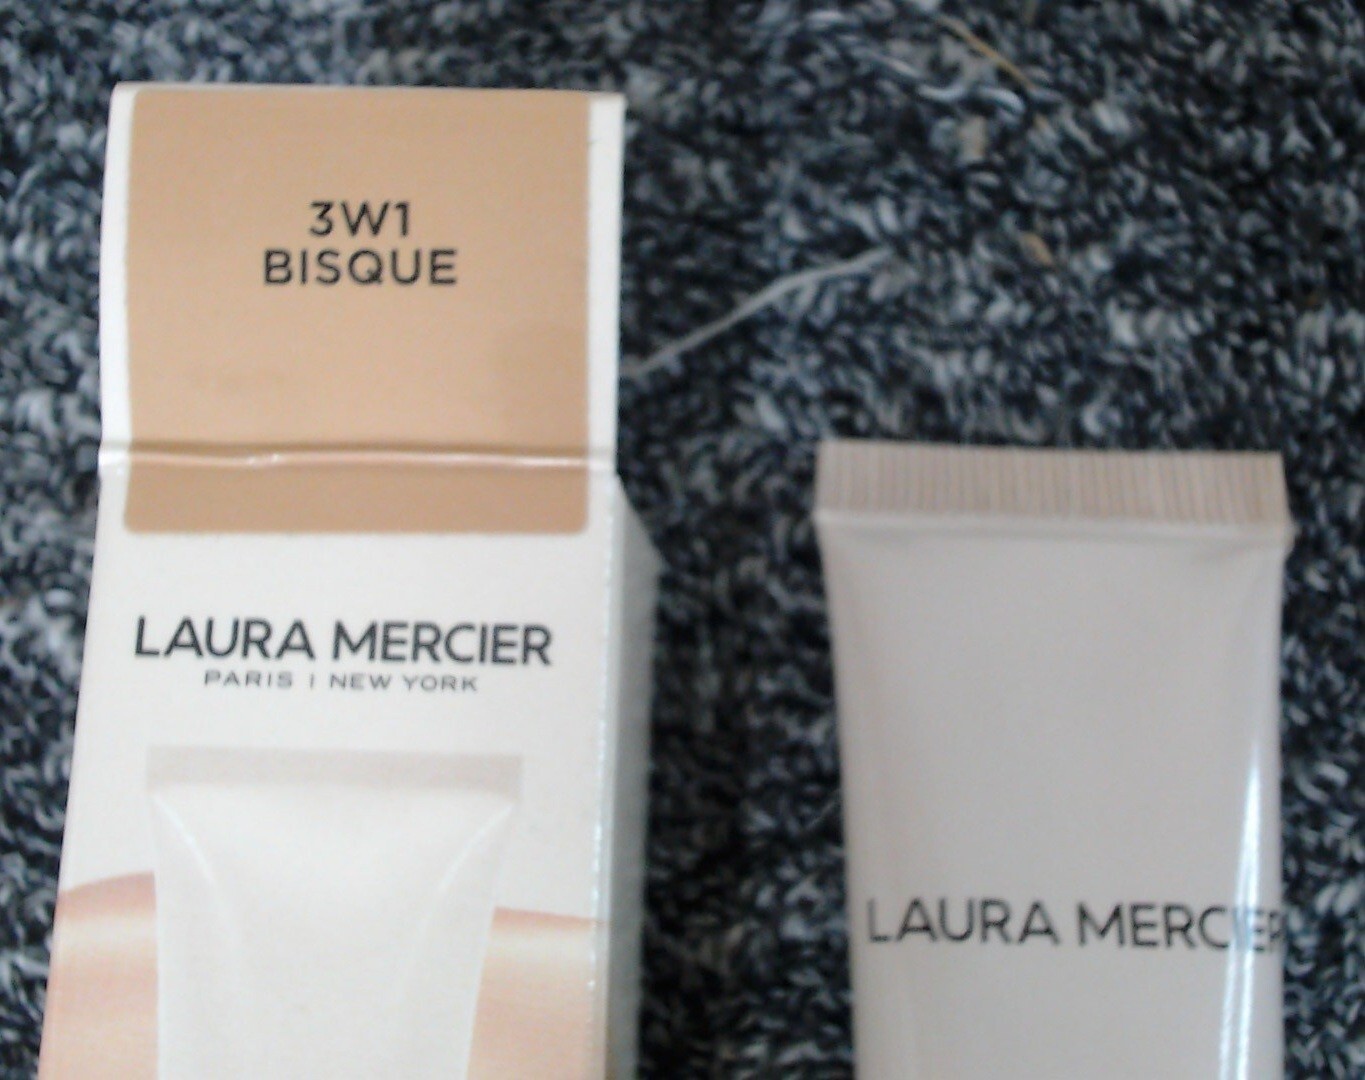 3W1
BISQUE
LAURA MERCIER
PARIS | NEW YORK
LAURA MERCIER